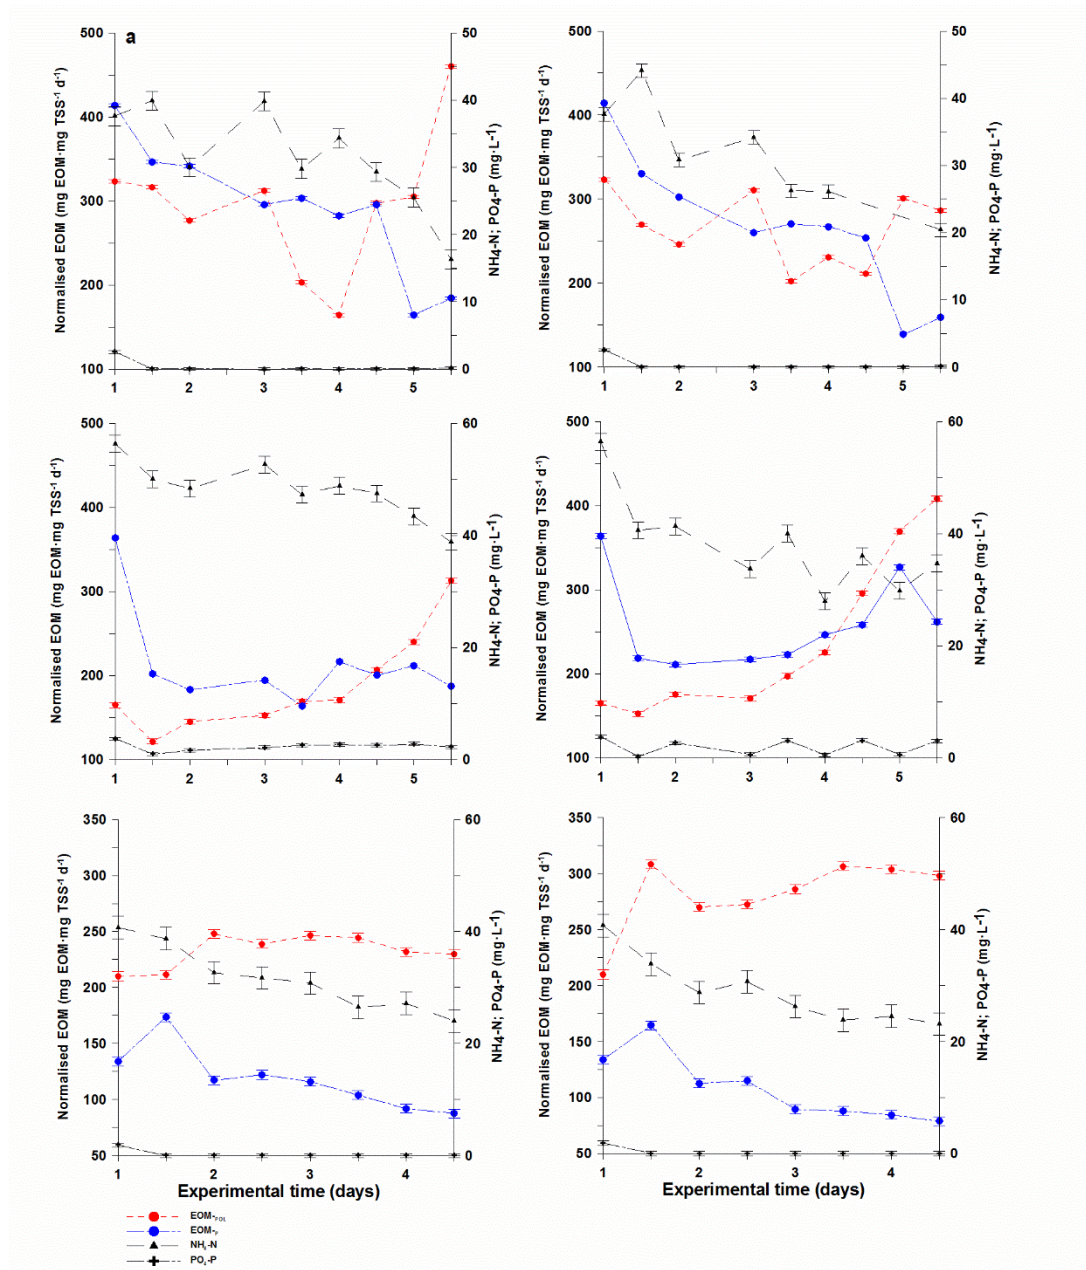 a
500
400
300
200
100
Normalised EOM (mg EOM·mg TSS⁻¹ d⁻¹)
50
40
30
20
10
0
NH4-N; PO4-P (mg·L⁻¹)
1 2 3 4 5
500
400
300
200
100
Normalised EOM (mg EOM·mg TSS⁻¹ d⁻¹)
50
40
30
20
10
0
NH4-N; PO4-P (mg·L⁻¹)
1 2 3 4 5
500
400
300
200
100
Normalised EOM (mg EOM·mg TSS⁻¹ d⁻¹)
60
40
20
0
NH₄-N; PO₄-P (mg·L⁻¹)
1 2 3 4 5
500
400
300
200
100
Normalised EOM (mg EOM·mg TSS⁻¹ d⁻¹)
60
40
20
0
NH₄-N; PO₄-P (mg·L⁻¹)
1 2 3 4 5
350
300
250
200
150
100
50
Normalised EOM (mg EOM·mg TSS⁻¹ d⁻¹)
60
40
20
0
NH₄-N; PO₄-P (mg·L⁻¹)
1 2 3 4
Experimental time (days)
350
300
250
200
150
100
50
Normalised EOM (mg EOM·mg TSS⁻¹ d⁻¹)
60
40
20
0
NH₄-N; PO₄-P (mg·L⁻¹)
1 2 3 4
Experimental time (days)
EOM-POL
EOM-P
NH₄-N
PO₄-P